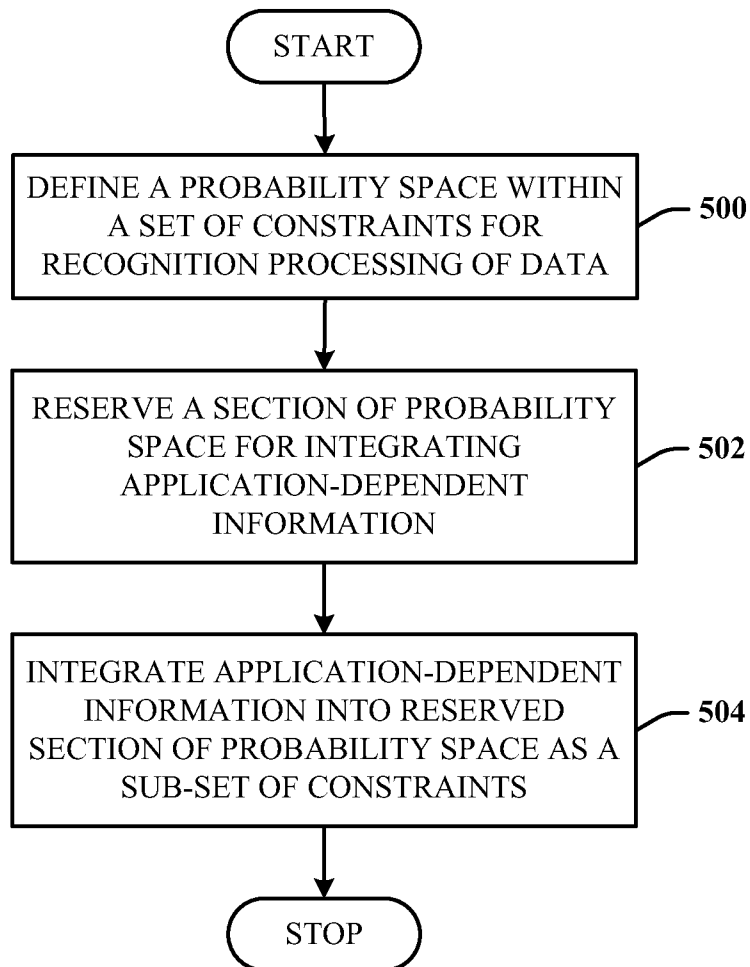 START
DEFINE A PROBABILITY SPACE WITHIN
A SET OF CONSTRAINTS FOR
RECOGNITION PROCESSING OF DATA
500
RESERVE A SECTION OF PROBABILITY
SPACE FOR INTEGRATING
APPLICATION-DEPENDENT
INFORMATION
502
INTEGRATE APPLICATION-DEPENDENT
INFORMATION INTO RESERVED
SECTION OF PROBABILITY SPACE AS A
SUB-SET OF CONSTRAINTS
504
STOP